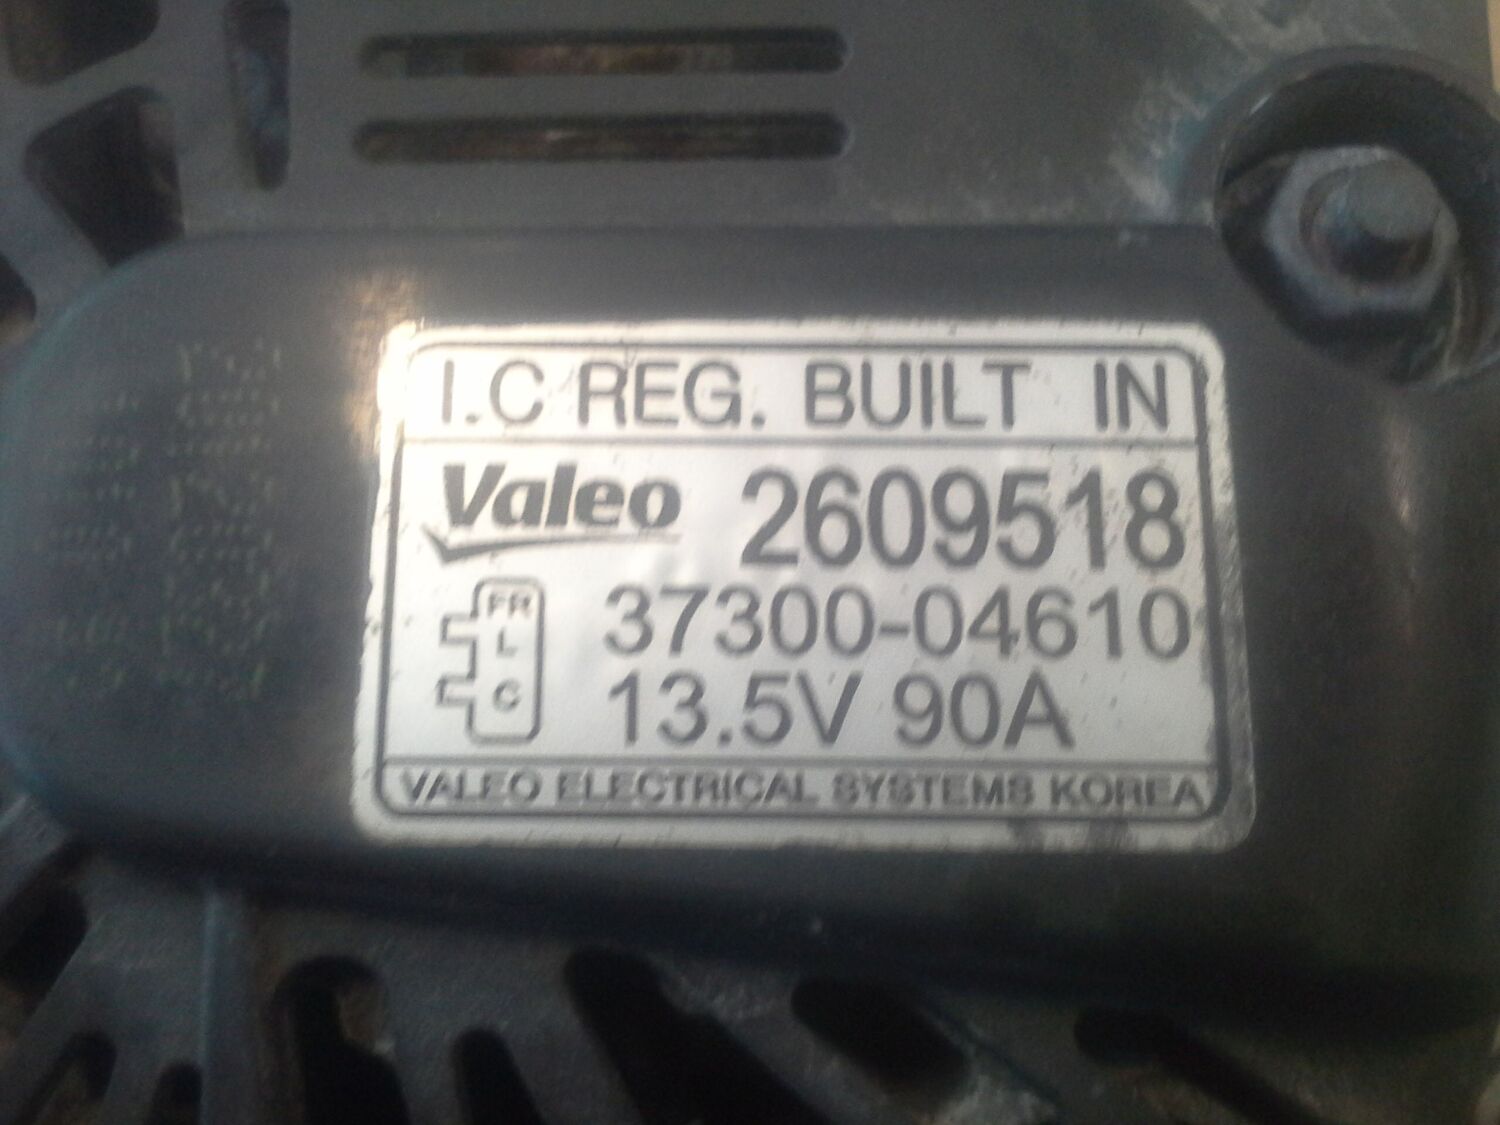 I.C REG. BUILT IN
Valeo 2609518
FR
L
C
37300-04610
13.5V 90A
VALEO ELECTRICAL SYSTEMS KOREA